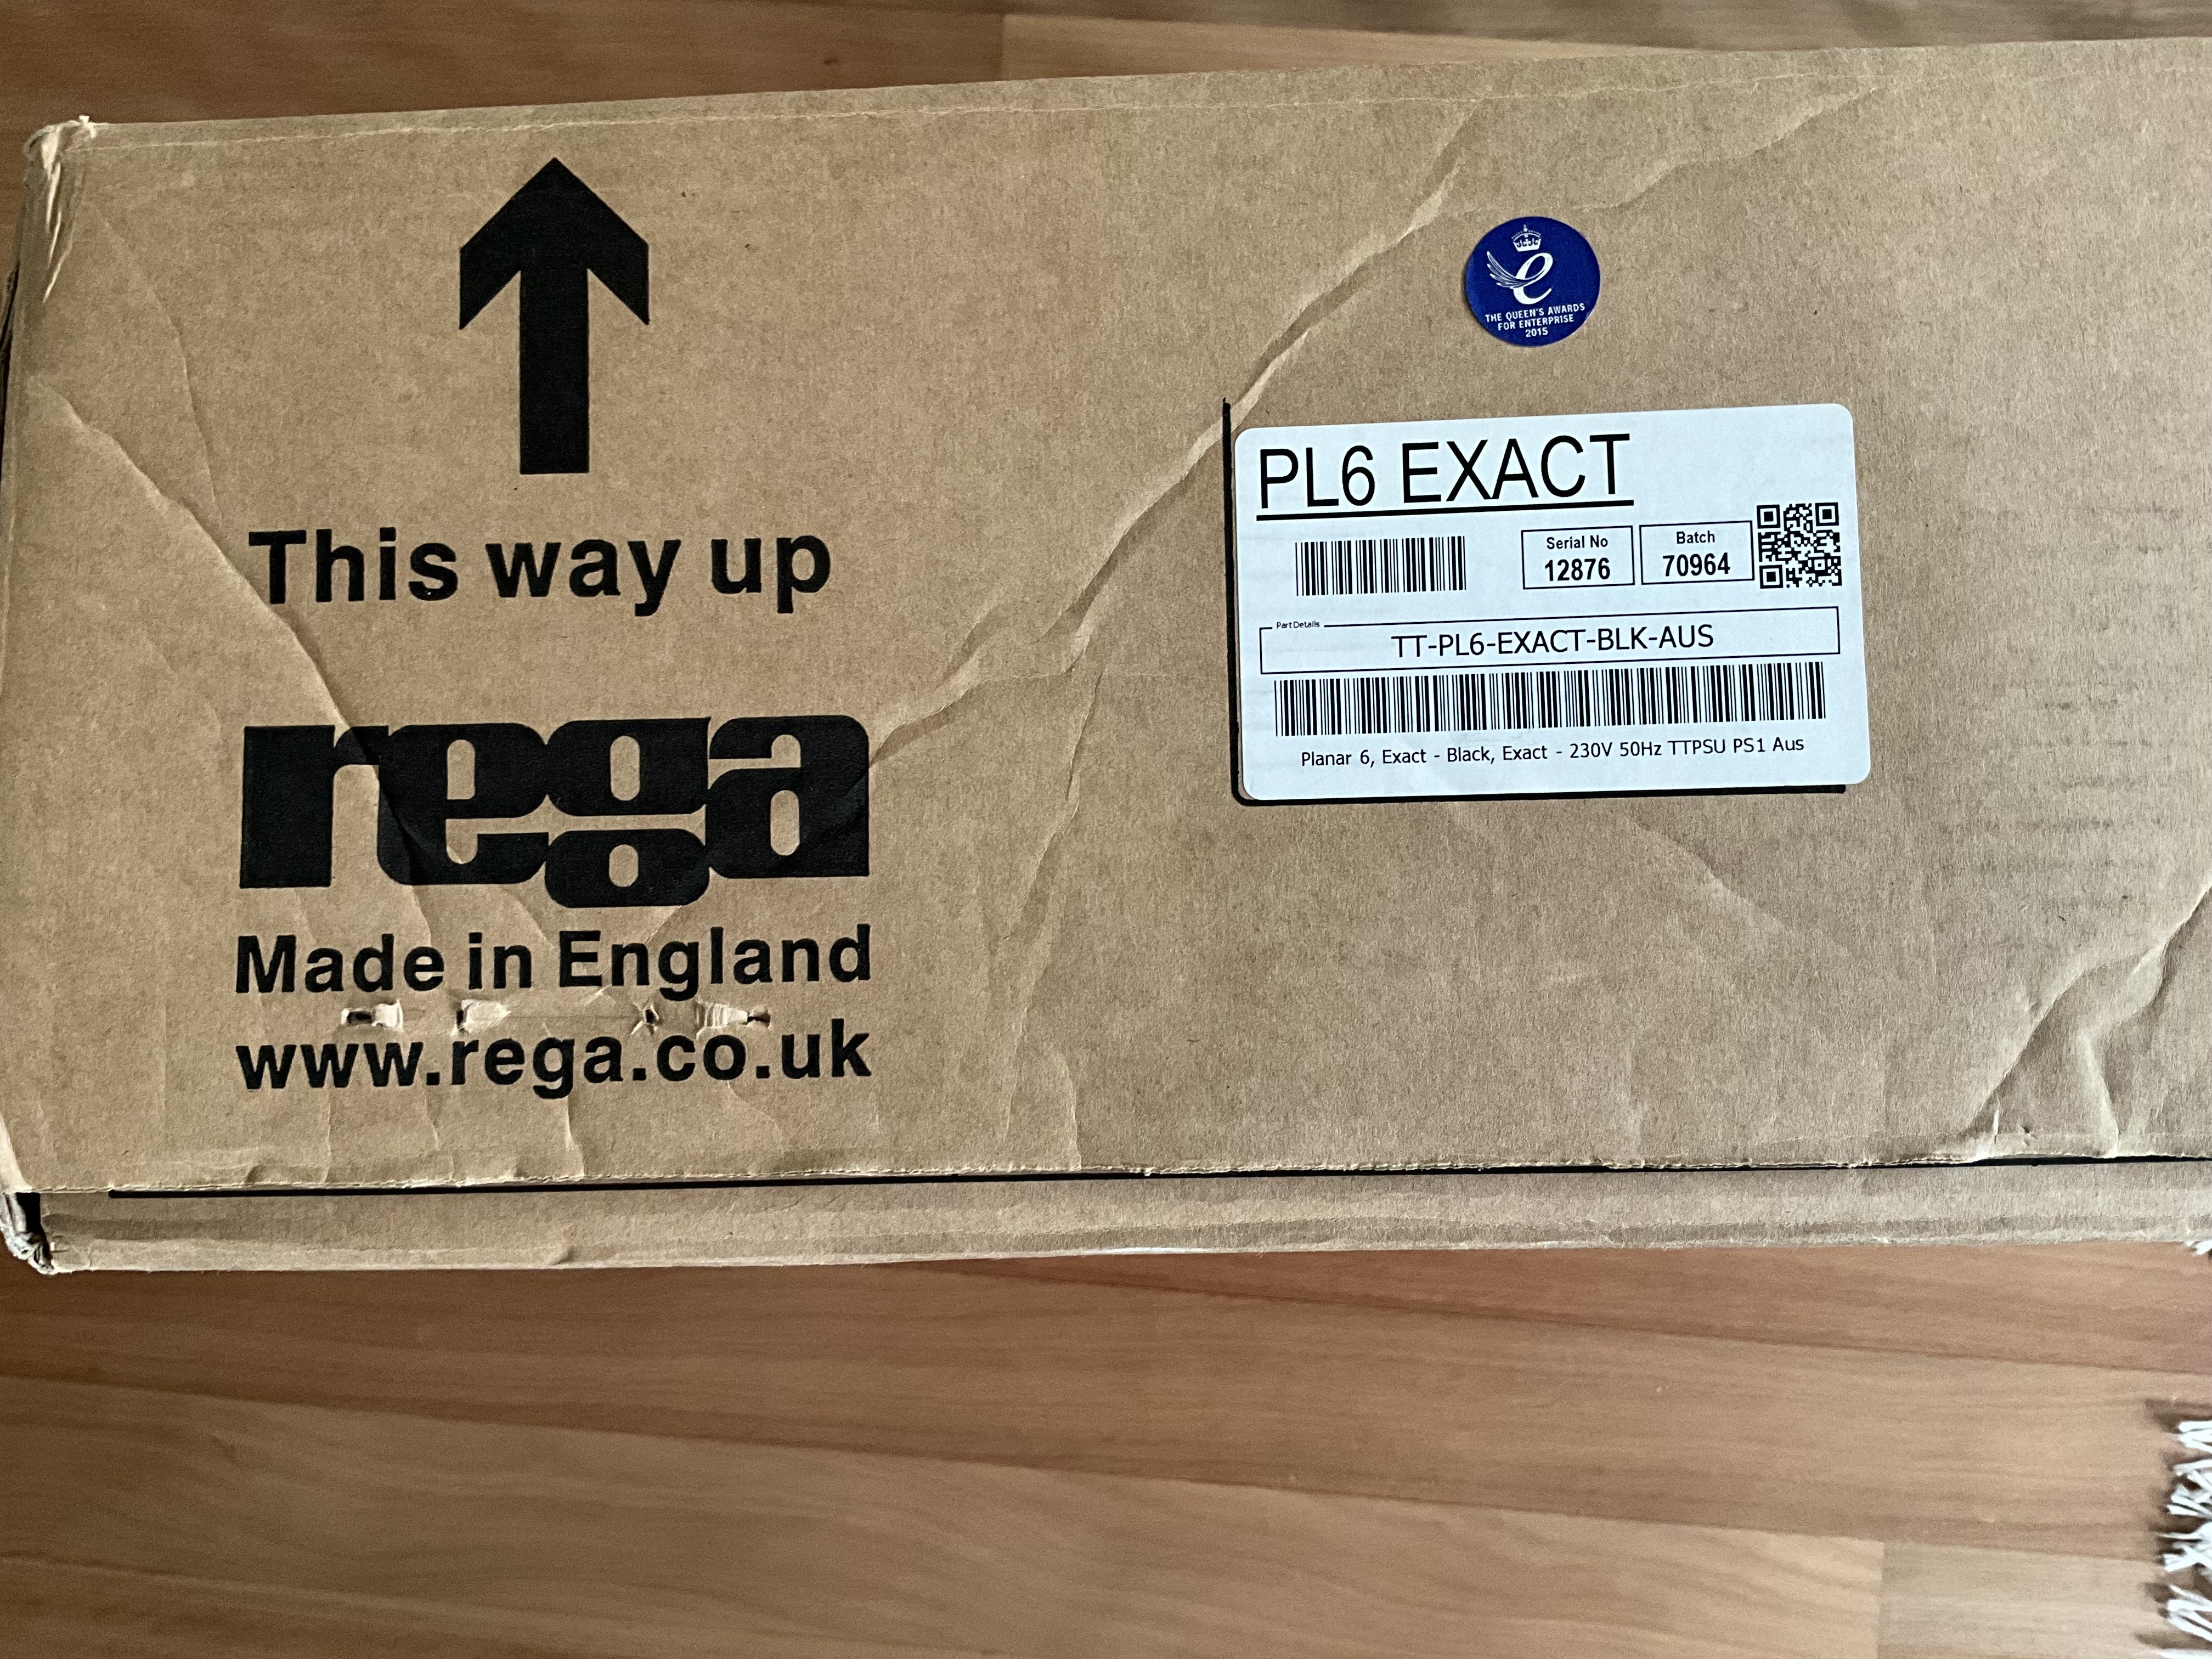 This way up
rega
Made in England
www.rega.co.uk
THE QUEEN'S AWARDS
FOR ENTERPRISE
2015
PL6 EXACT
Serial No
12876
Batch
70964
Part Details
TT-PL6-EXACT-BLK-AUS
Planar 6, Exact - Black, Exact - 230V 50Hz TTPSU PS1 Aus